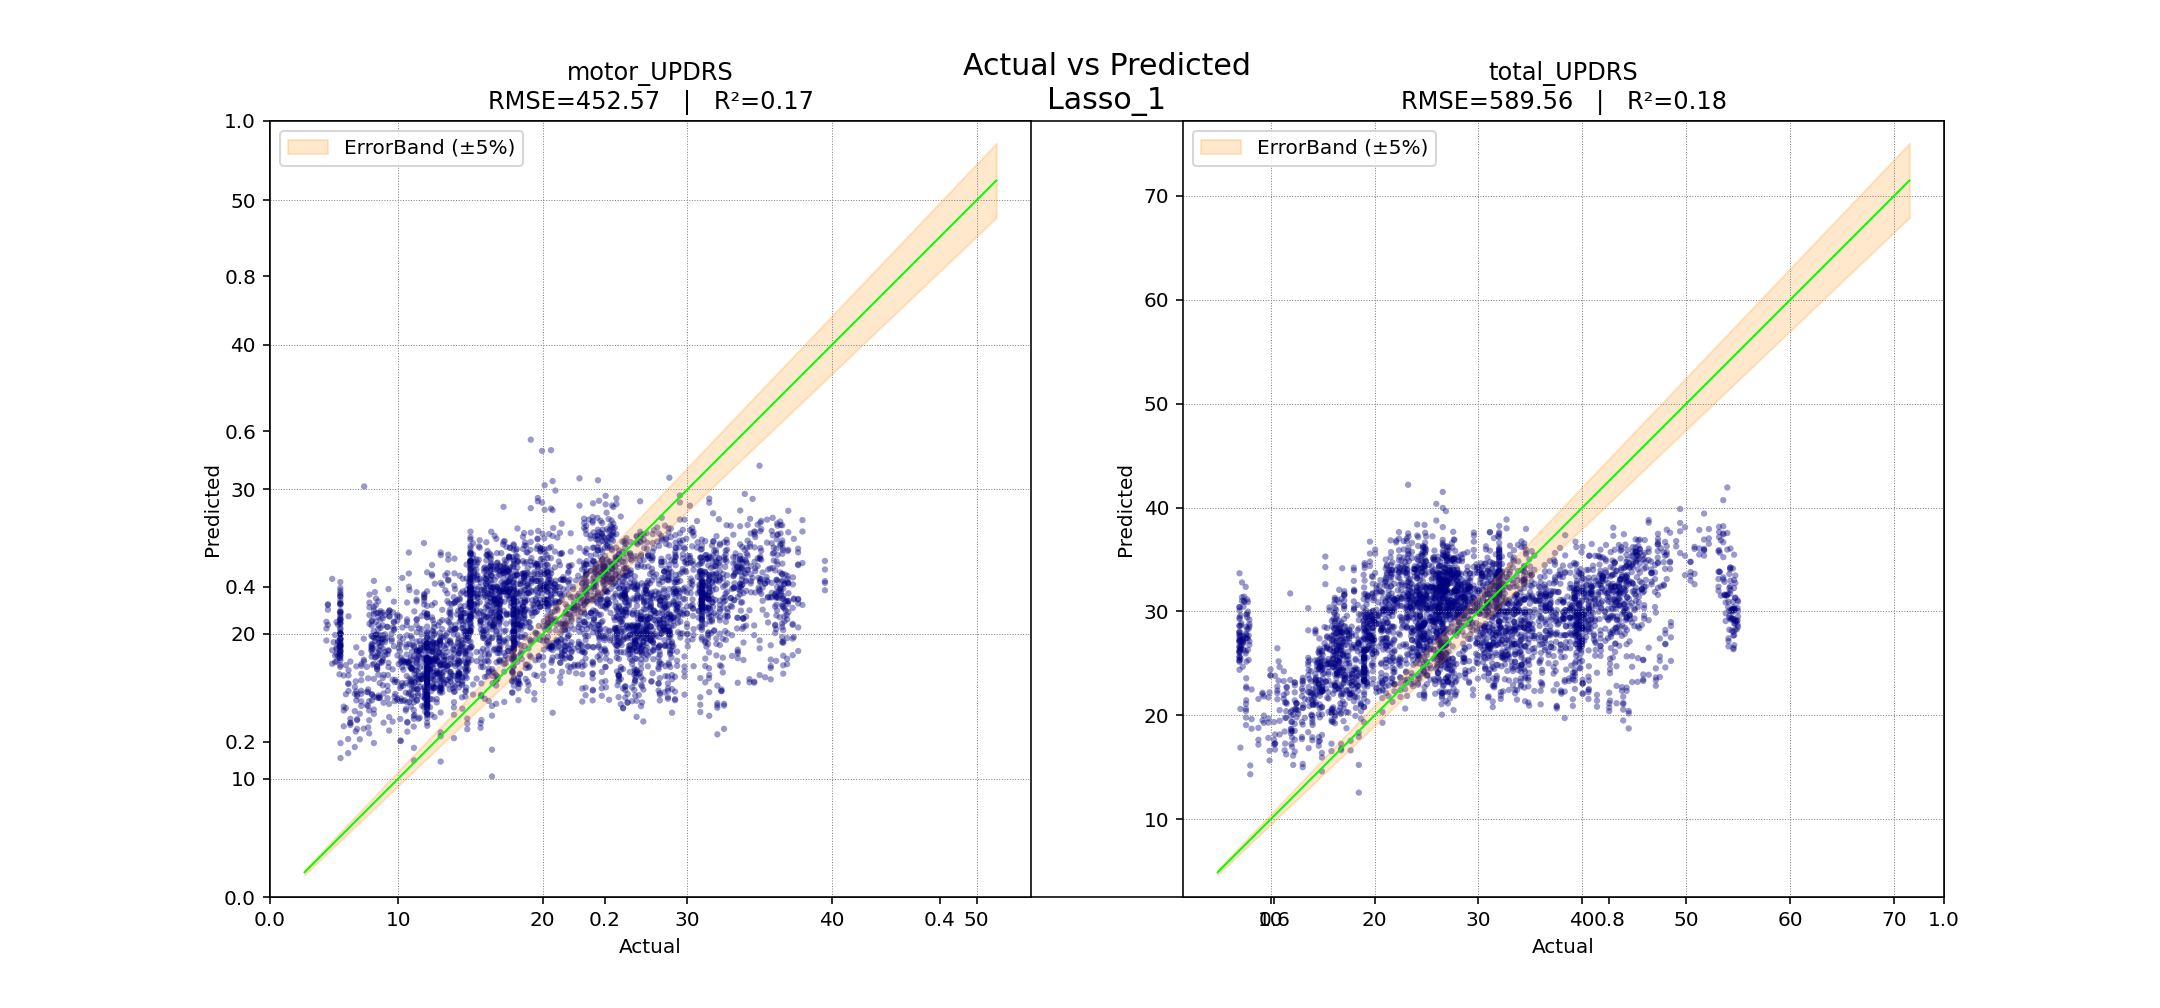 Actual vs Predicted
Lasso_1
motor_UPDRS
RMSE=452.57 | R²=0.17
ErrorBand (±5%)
1.0
50
0.8
40
0.6
30
0.4
20
0.2
10
0.0
Predicted
0.0 10 20 0.2 30 40 0.4 50
Actual
total_UPDRS
RMSE=589.56 | R²=0.18
ErrorBand (±5%)
70
60
50
40
30
20
10
Predicted
10 0.6 20 30 40 0.8 50 60 70 1.0
Actual